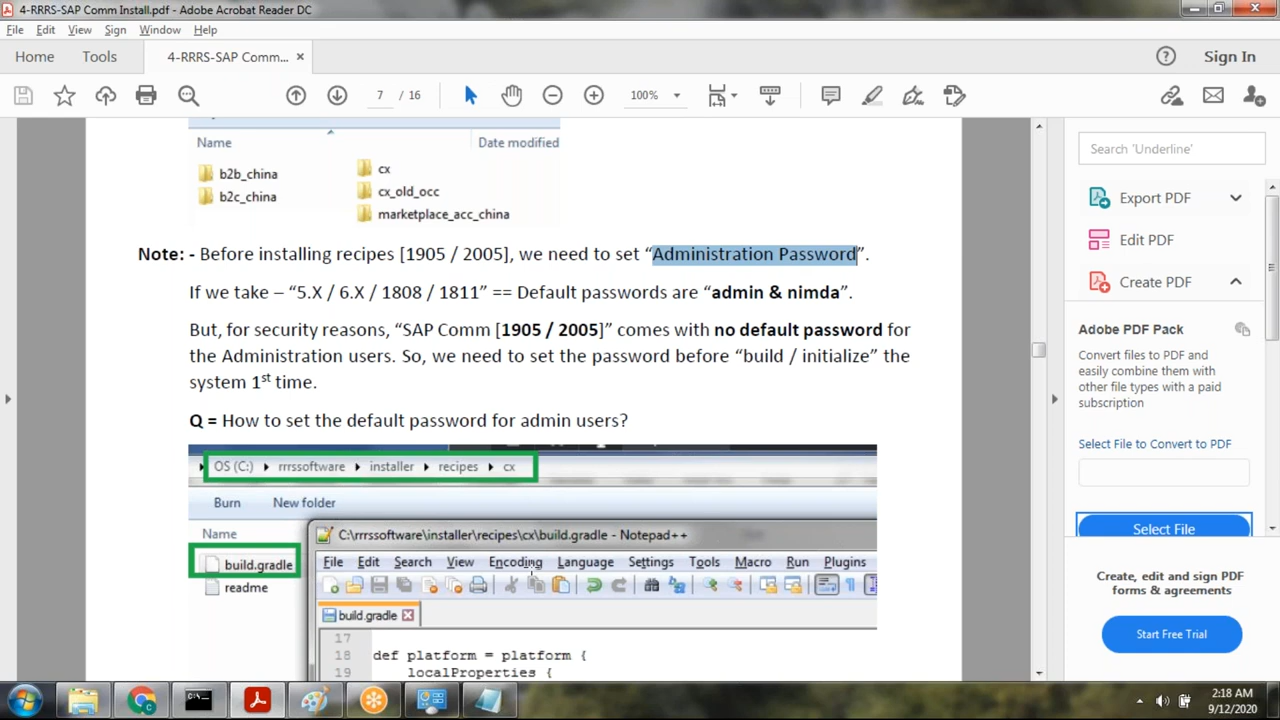 4-RRRS-SAP Comm Install.pdf - Adobe Acrobat Reader DC
File Edit View Sign Window Help
Home Tools 4-RRRS-SAP Comm... × Sign In
7 / 16 100%
Name Date modified
b2b_china cx
b2c_china cx_old_occ
marketplace_acc_china
Note: - Before installing recipes [1905 / 2005], we need to set “Administration Password”.
If we take – “5.X / 6.X / 1808 / 1811” == Default passwords are “admin & nimda”.
But, for security reasons, “SAP Comm [1905 / 2005]” comes with no default password for
the Administration users. So, we need to set the password before “build / initialize” the
system 1st time.
Q = How to set the default password for admin users?
OS (C:) rrrssoftware installer recipes cx
Burn New folder
Name
build.gradle
readme
C:\rrrssoftware\installer\recipes\cx\build.gradle - Notepad++
File Edit Search View Encoding Language Settings Tools Macro Run Plugins
build.gradle
17
18 def platform = platform {
19 localProperties {
Search 'Underline'
Export PDF
Edit PDF
Create PDF
Adobe PDF Pack
Convert files to PDF and
easily combine them with
other file types with a paid
subscription
Select File to Convert to PDF
Select File
Create, edit and sign PDF
forms & agreements
Start Free Trial
2:18 AM
9/12/2020